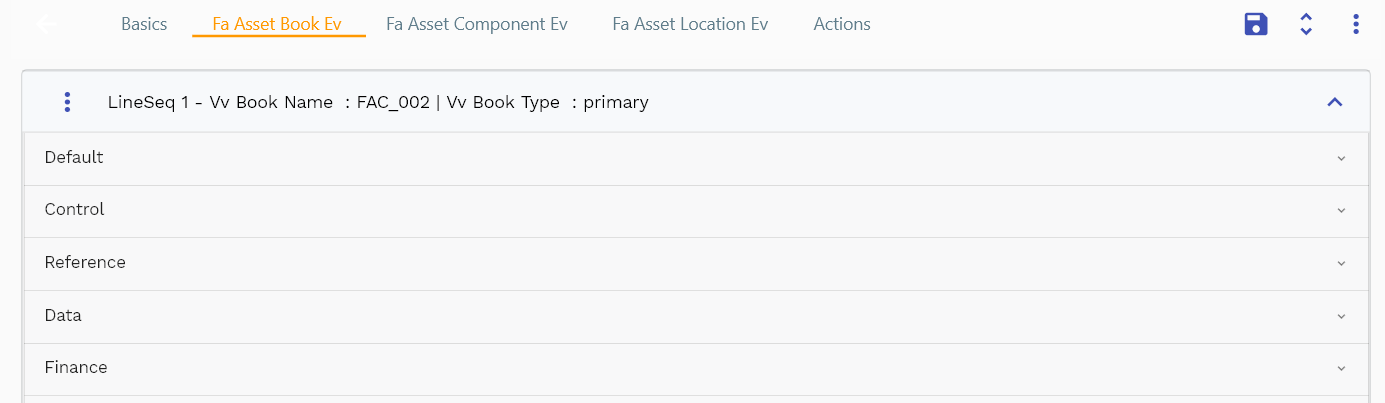 Basics Fa Asset Book Ev Fa Asset Component Ev Fa Asset Location Ev Actions
LineSeq 1 - Vv Book Name : FAC_002 | Vv Book Type : primary
Default
Control
Reference
Data
Finance